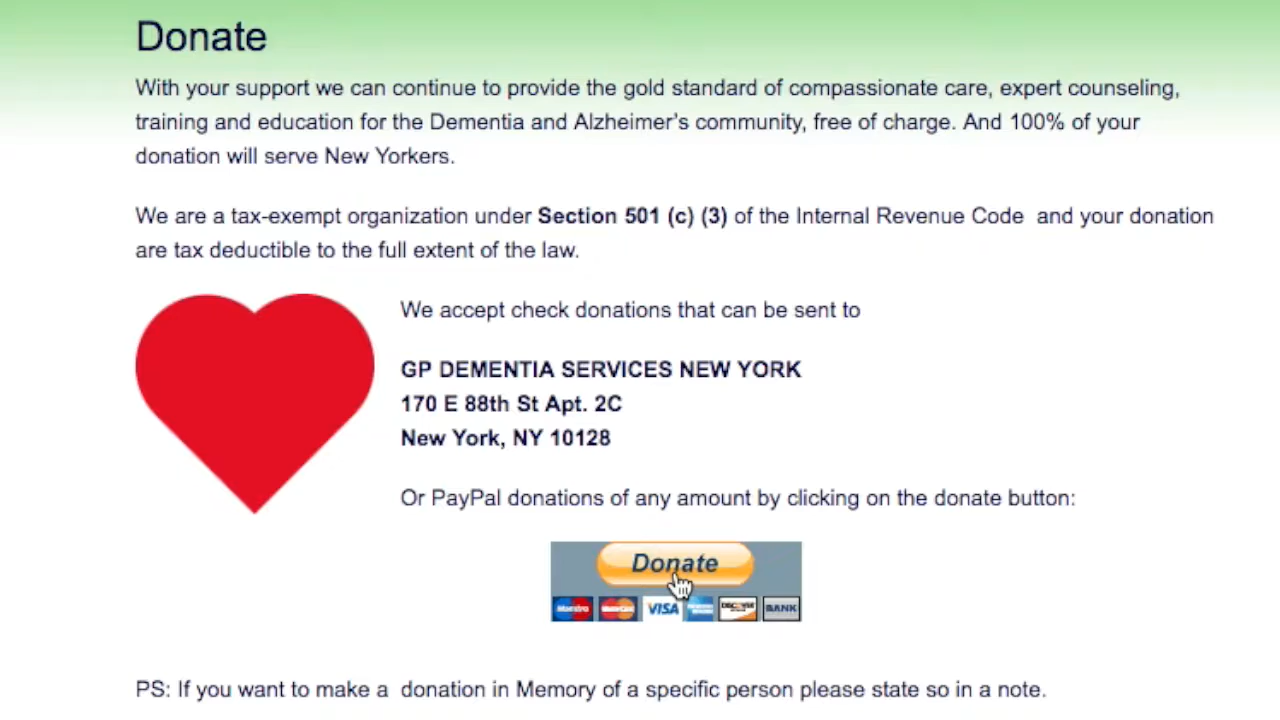 Donate
With your support we can continue to provide the gold standard of compassionate care, expert counseling,
training and education for the Dementia and Alzheimer's community, free of charge. And 100% of your
donation will serve New Yorkers.
We are a tax-exempt organization under Section 501 (c) (3) of the Internal Revenue Code  and your donation
are tax deductible to the full extent of the law.
We accept check donations that can be sent to
GP DEMENTIA SERVICES NEW YORK
170 E 88th St Apt. 2C
New York, NY 10128
Or PayPal donations of any amount by clicking on the donate button:
Donate
Maestro MasterCard VISA DISCOVER BANK
PS: If you want to make a  donation in Memory of a specific person please state so in a note.